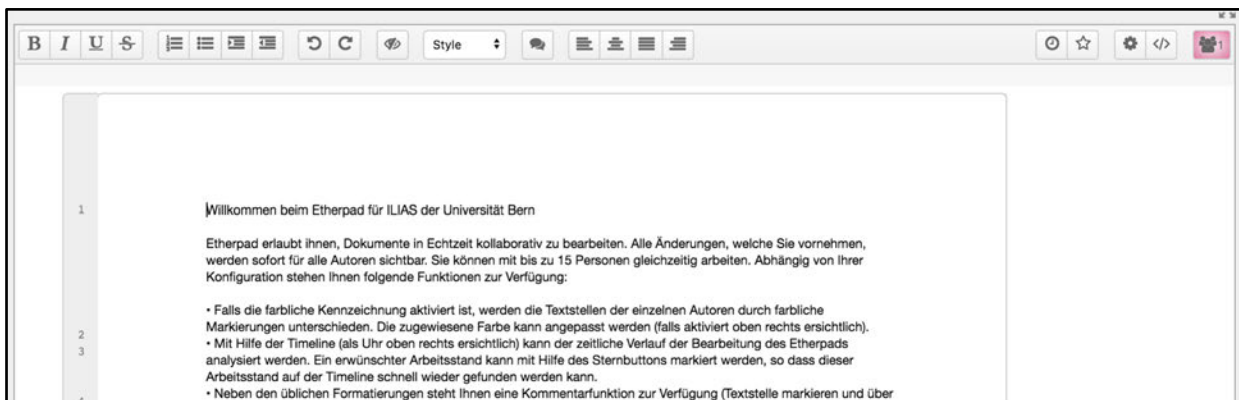 B I U S Style </> 1
1 Willkommen beim Etherpad für ILIAS der Universität Bern
Etherpad erlaubt ihnen, Dokumente in Echtzeit kollaborativ zu bearbeiten. Alle Änderungen, welche Sie vornehmen,
werden sofort für alle Autoren sichtbar. Sie können mit bis zu 15 Personen gleichzeitig arbeiten. Abhängig von Ihrer
Konfiguration stehen Ihnen folgende Funktionen zur Verfügung:
• Falls die farbliche Kennzeichnung aktiviert ist, werden die Textstellen der einzelnen Autoren durch farbliche
2 Markierungen unterschieden. Die zugewiesene Farbe kann angepasst werden (falls aktiviert oben rechts ersichtlich).
3 • Mit Hilfe der Timeline (als Uhr oben rechts ersichtlich) kann der zeitliche Verlauf der Bearbeitung des Etherpads
analysiert werden. Ein erwünschter Arbeitsstand kann mit Hilfe des Sternbuttons markiert werden, so dass dieser
Arbeitsstand auf der Timeline schnell wieder gefunden werden kann.
• Neben den üblichen Formatierungen steht Ihnen eine Kommentarfunktion zur Verfügung (Textstelle markieren und über